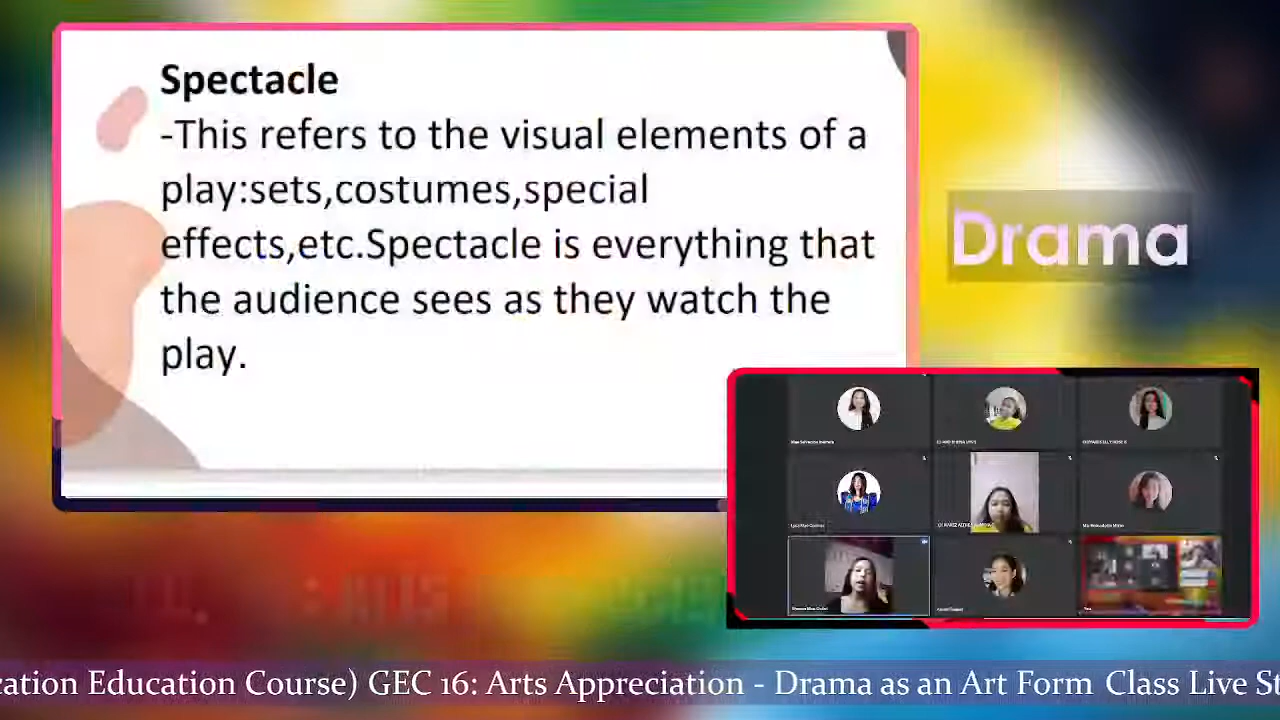 Spectacle
-This refers to the visual elements of a
play:sets,costumes,special
effects,etc.Spectacle is everything that
the audience sees as they watch the
play.
Drama
cation Education Course) GEC 16: Arts Appreciation - Drama as an Art Form Class Live St